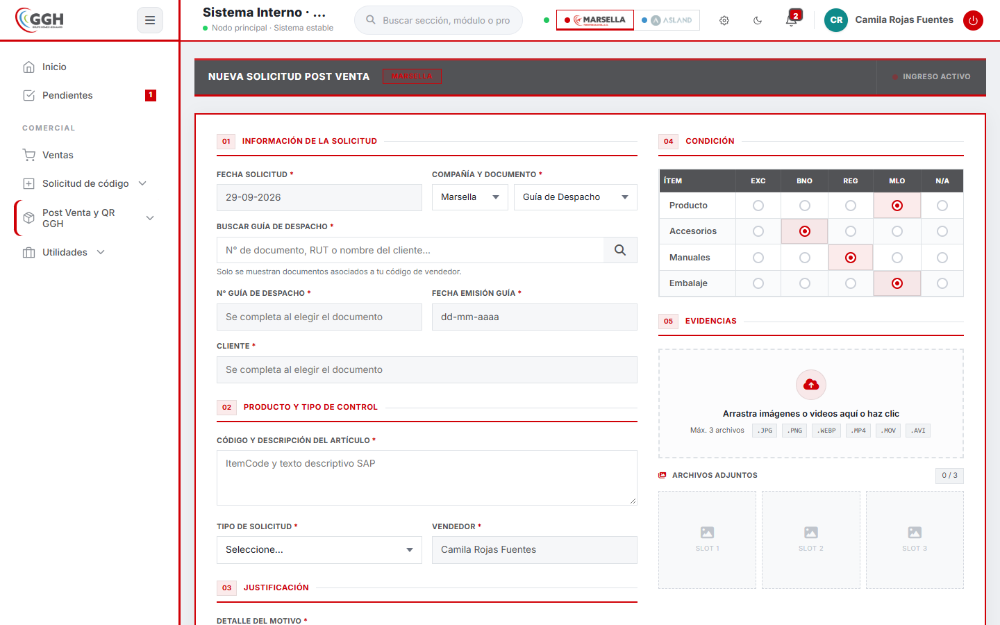 GGH
Sistema Interno · ...
Nodo principal · Sistema estable
Buscar sección, módulo o pro
MARSELLA
ASLAND
2
CR
Camila Rojas Fuentes
Inicio
Pendientes
1
COMERCIAL
Ventas
Solicitud de código
Post Venta y QR
GGH
Utilidades
NUEVA SOLICITUD POST VENTA
MARSELLA
INGRESO ACTIVO
01
INFORMACIÓN DE LA SOLICITUD
FECHA SOLICITUD *
COMPAÑÍA Y DOCUMENTO *
29-09-2026
Marsella
Guía de Despacho
BUSCAR GUÍA DE DESPACHO *
N° de documento, RUT o nombre del cliente...
Solo se muestran documentos asociados a tu código de vendedor.
N° GUÍA DE DESPACHO *
FECHA EMISIÓN GUÍA *
Se completa al elegir el documento
dd-mm-aaaa
CLIENTE *
Se completa al elegir el documento
02
PRODUCTO Y TIPO DE CONTROL
CÓDIGO Y DESCRIPCIÓN DEL ARTÍCULO *
ItemCode y texto descriptivo SAP
TIPO DE SOLICITUD *
VENDEDOR *
Seleccione...
Camila Rojas Fuentes
03
JUSTIFICACIÓN
DETALLE DEL MOTIVO *
04
CONDICIÓN
ÍTEM EXC BNO REG MLO N/A
Producto
Accesorios
Manuales
Embalaje
05
EVIDENCIAS
Arrastra imágenes o videos aquí o haz clic
Máx. 3 archivos .JPG .PNG .WEBP .MP4 .MOV .AVI
ARCHIVOS ADJUNTOS
0 / 3
SLOT 1
SLOT 2
SLOT 3